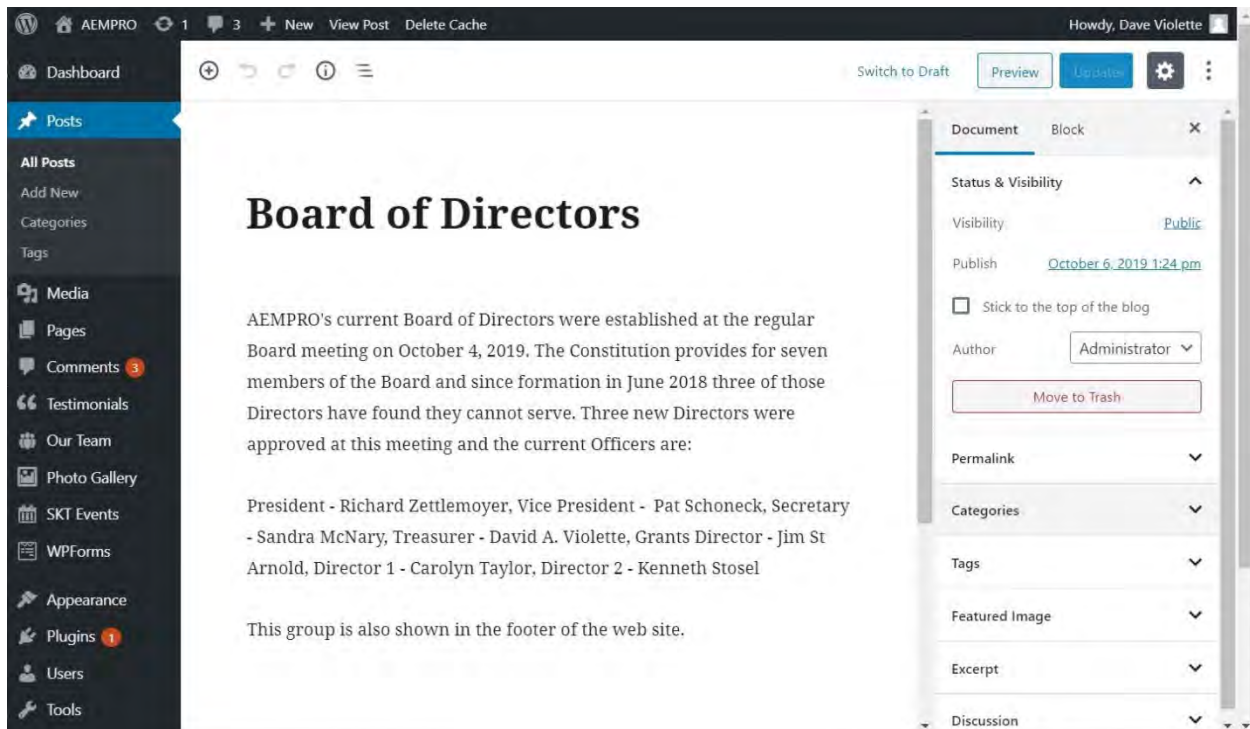 AEMPRO 1 3 + New View Post Delete Cache Howdy, Dave Violette
Dashboard
Switch to Draft Preview Update
Posts
All Posts
Add New
Categories
Tags
Media
Pages
Comments 3
Testimonials
Our Team
Photo Gallery
SKT Events
WPForms
Appearance
Plugins 1
Users
Tools
Board of Directors
AEMPRO's current Board of Directors were established at the regular
Board meeting on October 4, 2019. The Constitution provides for seven
members of the Board and since formation in June 2018 three of those
Directors have found they cannot serve. Three new Directors were
approved at this meeting and the current Officers are:
President - Richard Zettlemoyer, Vice President - Pat Schoneck, Secretary
- Sandra McNary, Treasurer - David A. Violette, Grants Director - Jim St
Arnold, Director 1 - Carolyn Taylor, Director 2 - Kenneth Stosel
This group is also shown in the footer of the web site.
Document Block
Status & Visibility
Visibility Public
Publish October 6, 2019 1:24 pm
Stick to the top of the blog
Author Administrator
Move to Trash
Permalink
Categories
Tags
Featured Image
Excerpt
Discussion